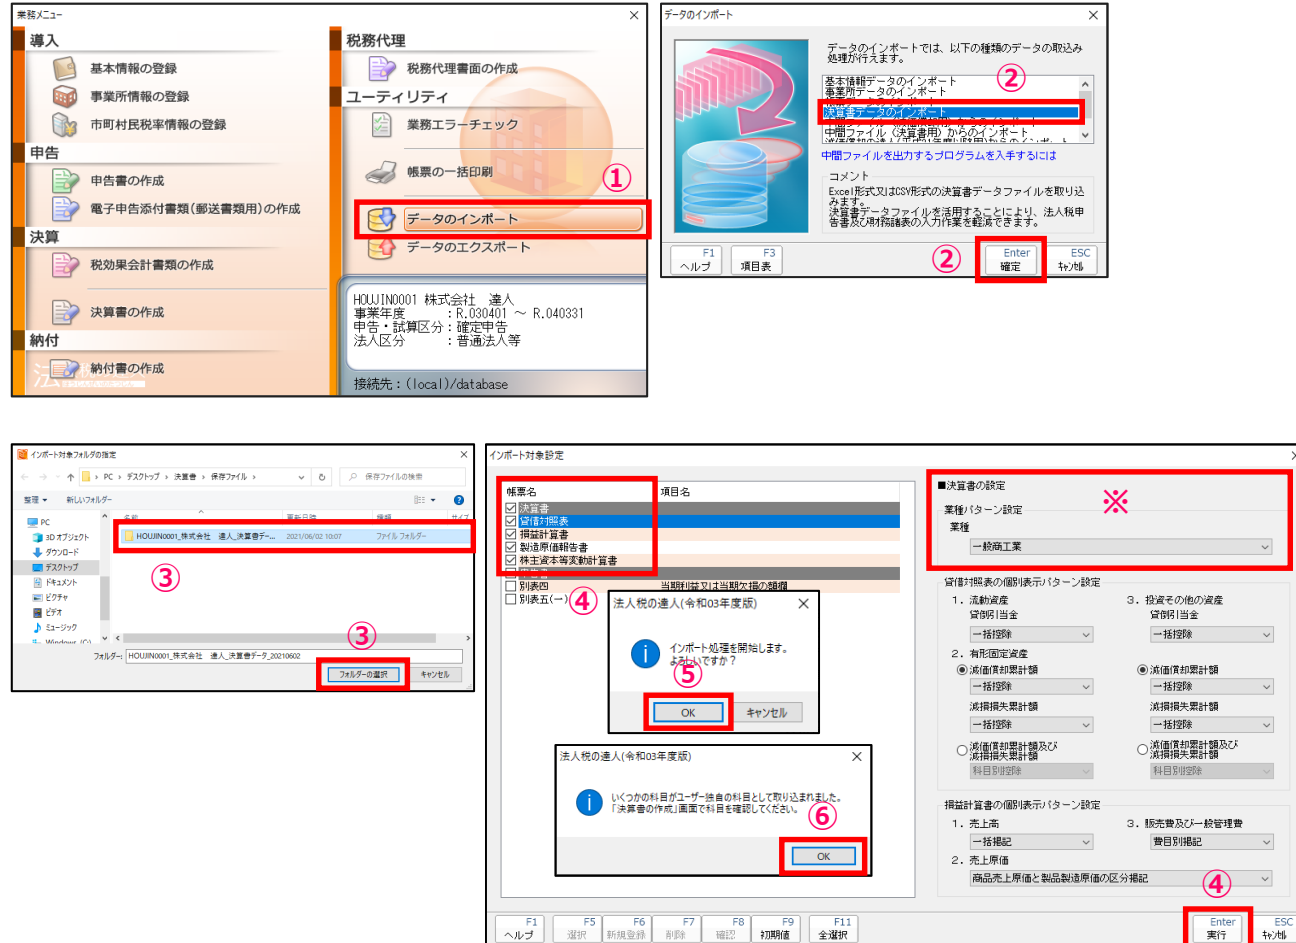 業務メニュー
導入
基本情報の登録
事業所情報の登録
市町村民税率情報の登録
申告
申告書の作成
電子申告添付書類(郵送書類用)の作成
決算
税効果会計書類の作成
決算書の作成
納付
納付書の作成
税務代理
税務代理書面の作成
ユーティリティ
業務エラーチェック
帳票の一括印刷
①
データのインポート
データのエクスポート
HOUJIN0001 株式会社 達人
事業年度 :R.030401 ～ R.040331
申告・試算区分:確定申告
法人区分 :普通法人等
接続先:(local)/database
データのインポート
データのインポートでは、以下の種類のデータの取込み
処理が行えます。
②
基本情報データのインポート
事業所データのインポート
決算書データのインポート
中間ファイル(決算書用)からのインポート
中間ファイルを出力するプログラムを入手するには
コメント
Excel形式又はCSV形式の決算書データファイルを取り込
みます。
決算書データファイルを活用することにより、法人税申
告書及び財務諸表の入力作業を軽減できます。
F1 ヘルプ
F3 項目表
②
Enter 確定
ESC キャンセル
インポート対象フォルダの指定
PC › デスクトップ › 決算書 › 保存ファイル ›
保存ファイルの検索
整理 新しいフォルダー
名前 更新日時 種類 サイズ
HOUJIN0001_株式会社 達人_決算書デー... 2021/06/02 10:07 ファイル フォルダー
PC
3D オブジェクト
ダウンロード
デスクトップ
ドキュメント
ピクチャ
ビデオ
ミュージック
Windows (C:)
③
③
フォルダー: HOUJIN0001_株式会社 達人_決算書データ_20210602
フォルダーの選択 キャンセル
インポート対象設定
帳票名 項目名
決算書
貸借対照表
損益計算書
製造原価報告書
株主資本等変動計算書
別表四 当期利益又は当期欠損の額欄
別表五(一)
④
法人税の達人(令和03年度版)
インポート処理を開始します。
よろしいですか?
⑤
OK キャンセル
法人税の達人(令和03年度版)
いくつかの科目がユーザー独自の科目として取り込まれました。
「決算書の作成」画面で科目を確認してください。
⑥
OK
■決算書の設定
※
業種パターン設定
業種
一般商工業
貸借対照表の個別表示パターン設定
1. 流動資産
貸倒引当金
一括控除
2. 有形固定資産
減価償却累計額
一括控除
減損損失累計額
一括控除
減価償却累計額及び
減損損失累計額
科目別控除
3. 投資その他の資産
貸倒引当金
一括控除
減価償却累計額
一括控除
減損損失累計額
一括控除
減価償却累計額及び
減損損失累計額
科目別控除
損益計算書の個別表示パターン設定
1. 売上高
一括掲記
3. 販売費及び一般管理費
費目別掲記
2. 売上原価
商品売上原価と製品製造原価の区分掲記
④
F1 ヘルプ
F5 選択
F6 新規登録
F7 削除
F8 確認
F9 初期値
F11 全選択
Enter 実行
ESC キャンセル